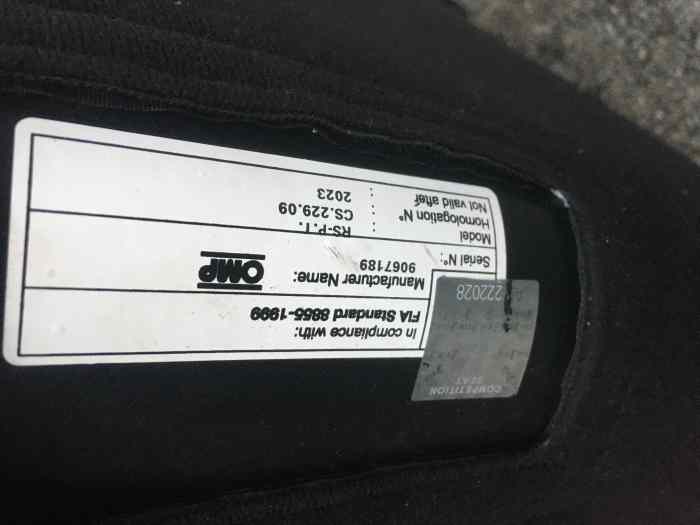 COMPETITION
SEAT
222028
In compliance with:
FIA Standard 8855-1999
Manufacturer Name:
OMP
Serial N°:
9067189
Model : RS-P.T.
Homologation N° : CS.229.09
Not valid after : 2023